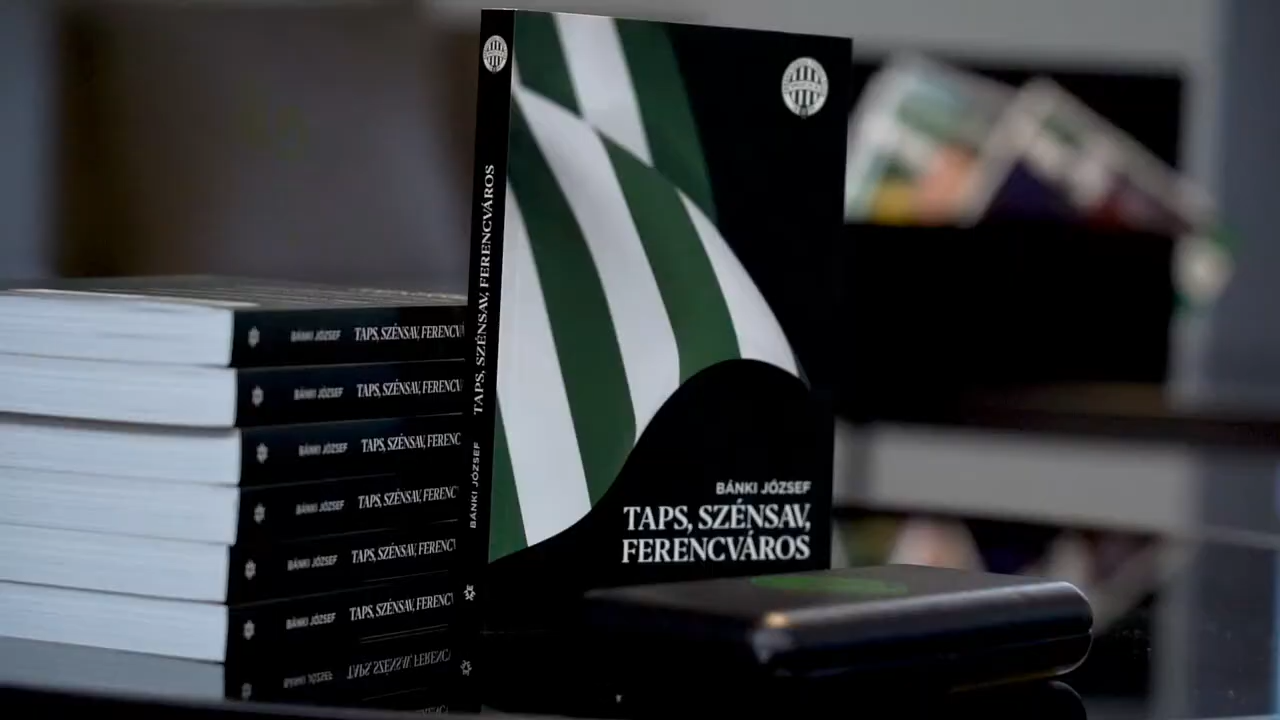 TAPS, SZÉNSAV, FERENCVÁROS
BÁNKI JÓZSEF
BÁNKI JÓZSEF
TAPS, SZÉNSAV,
FERENCVÁROS
BÁNKI JÓZSEF TAPS, SZÉNSAV, FERENCV
BÁNKI JÓZSEF TAPS, SZÉNSAV, FERENCV
BÁNKI JÓZSEF TAPS, SZÉNSAV, FERENC
BÁNKI JÓZSEF TAPS, SZÉNSAV, FERENC
BÁNKI JÓZSEF TAPS, SZÉNSAV, FERENCV
BÁNKI JÓZSEF TAPS, SZÉNSAV, FERENCV